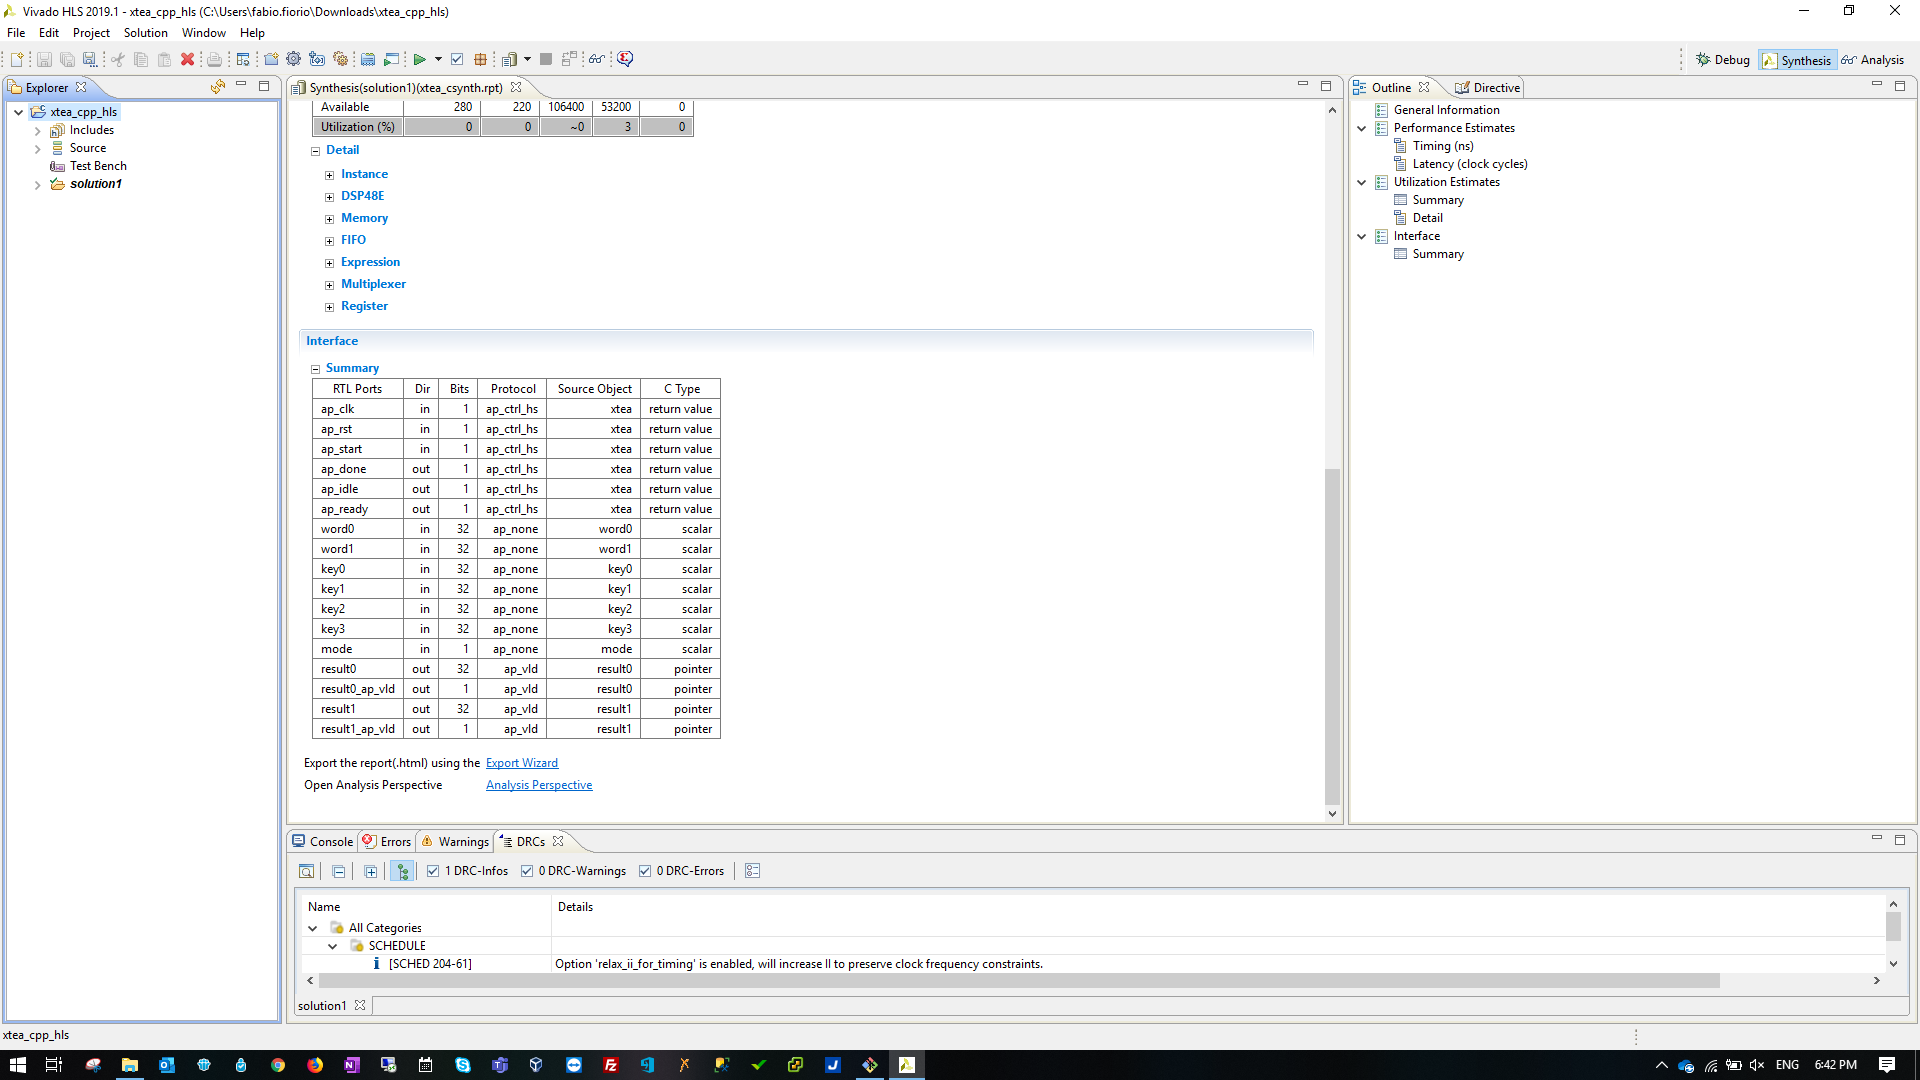 Vivado HLS 2019.1 - xtea_cpp_hls (C:\Users\fabio.fiorio\Downloads\xtea_cpp_hls)
File Edit Project Solution Window Help
Debug Synthesis Analysis
Explorer
xtea_cpp_hls
Includes
Source
Test Bench
solution1
Synthesis(solution1)(xtea_csynth.rpt)
Available 280 220 106400 53200 0
Utilization (%) 0 0 ~0 3 0
Detail
Instance
DSP48E
Memory
FIFO
Expression
Multiplexer
Register
Interface
Summary
RTL Ports Dir Bits Protocol Source Object C Type
ap_clk in 1 ap_ctrl_hs xtea return value
ap_rst in 1 ap_ctrl_hs xtea return value
ap_start in 1 ap_ctrl_hs xtea return value
ap_done out 1 ap_ctrl_hs xtea return value
ap_idle out 1 ap_ctrl_hs xtea return value
ap_ready out 1 ap_ctrl_hs xtea return value
word0 in 32 ap_none word0 scalar
word1 in 32 ap_none word1 scalar
key0 in 32 ap_none key0 scalar
key1 in 32 ap_none key1 scalar
key2 in 32 ap_none key2 scalar
key3 in 32 ap_none key3 scalar
mode in 1 ap_none mode scalar
result0 out 32 ap_vld result0 pointer
result0_ap_vld out 1 ap_vld result0 pointer
result1 out 32 ap_vld result1 pointer
result1_ap_vld out 1 ap_vld result1 pointer
Export the report(.html) using the Export Wizard
Open Analysis Perspective Analysis Perspective
Outline Directive
General Information
Performance Estimates
Timing (ns)
Latency (clock cycles)
Utilization Estimates
Summary
Detail
Interface
Summary
Console Errors Warnings DRCs
1 DRC-Infos 0 DRC-Warnings 0 DRC-Errors
Name Details
All Categories
SCHEDULE
[SCHED 204-61] Option 'relax_ii_for_timing' is enabled, will increase II to preserve clock frequency constraints.
solution1
xtea_cpp_hls
ENG 6:42 PM